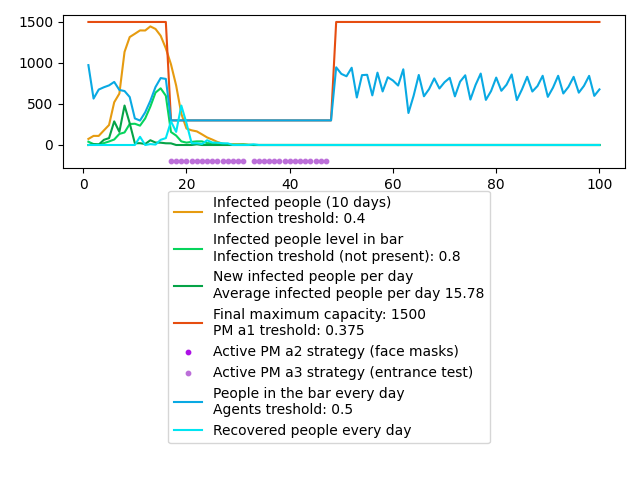 1500
1000
500
0
0
20
40
60
80
100
Infected people (10 days)
Infection treshold: 0.4
Infected people level in bar
Infection treshold (not present): 0.8
New infected people per day
Average infected people per day 15.78
Final maximum capacity: 1500
PM a1 treshold: 0.375
Active PM a2 strategy (face masks)
Active PM a3 strategy (entrance test)
People in the bar every day
Agents treshold: 0.5
Recovered people every day